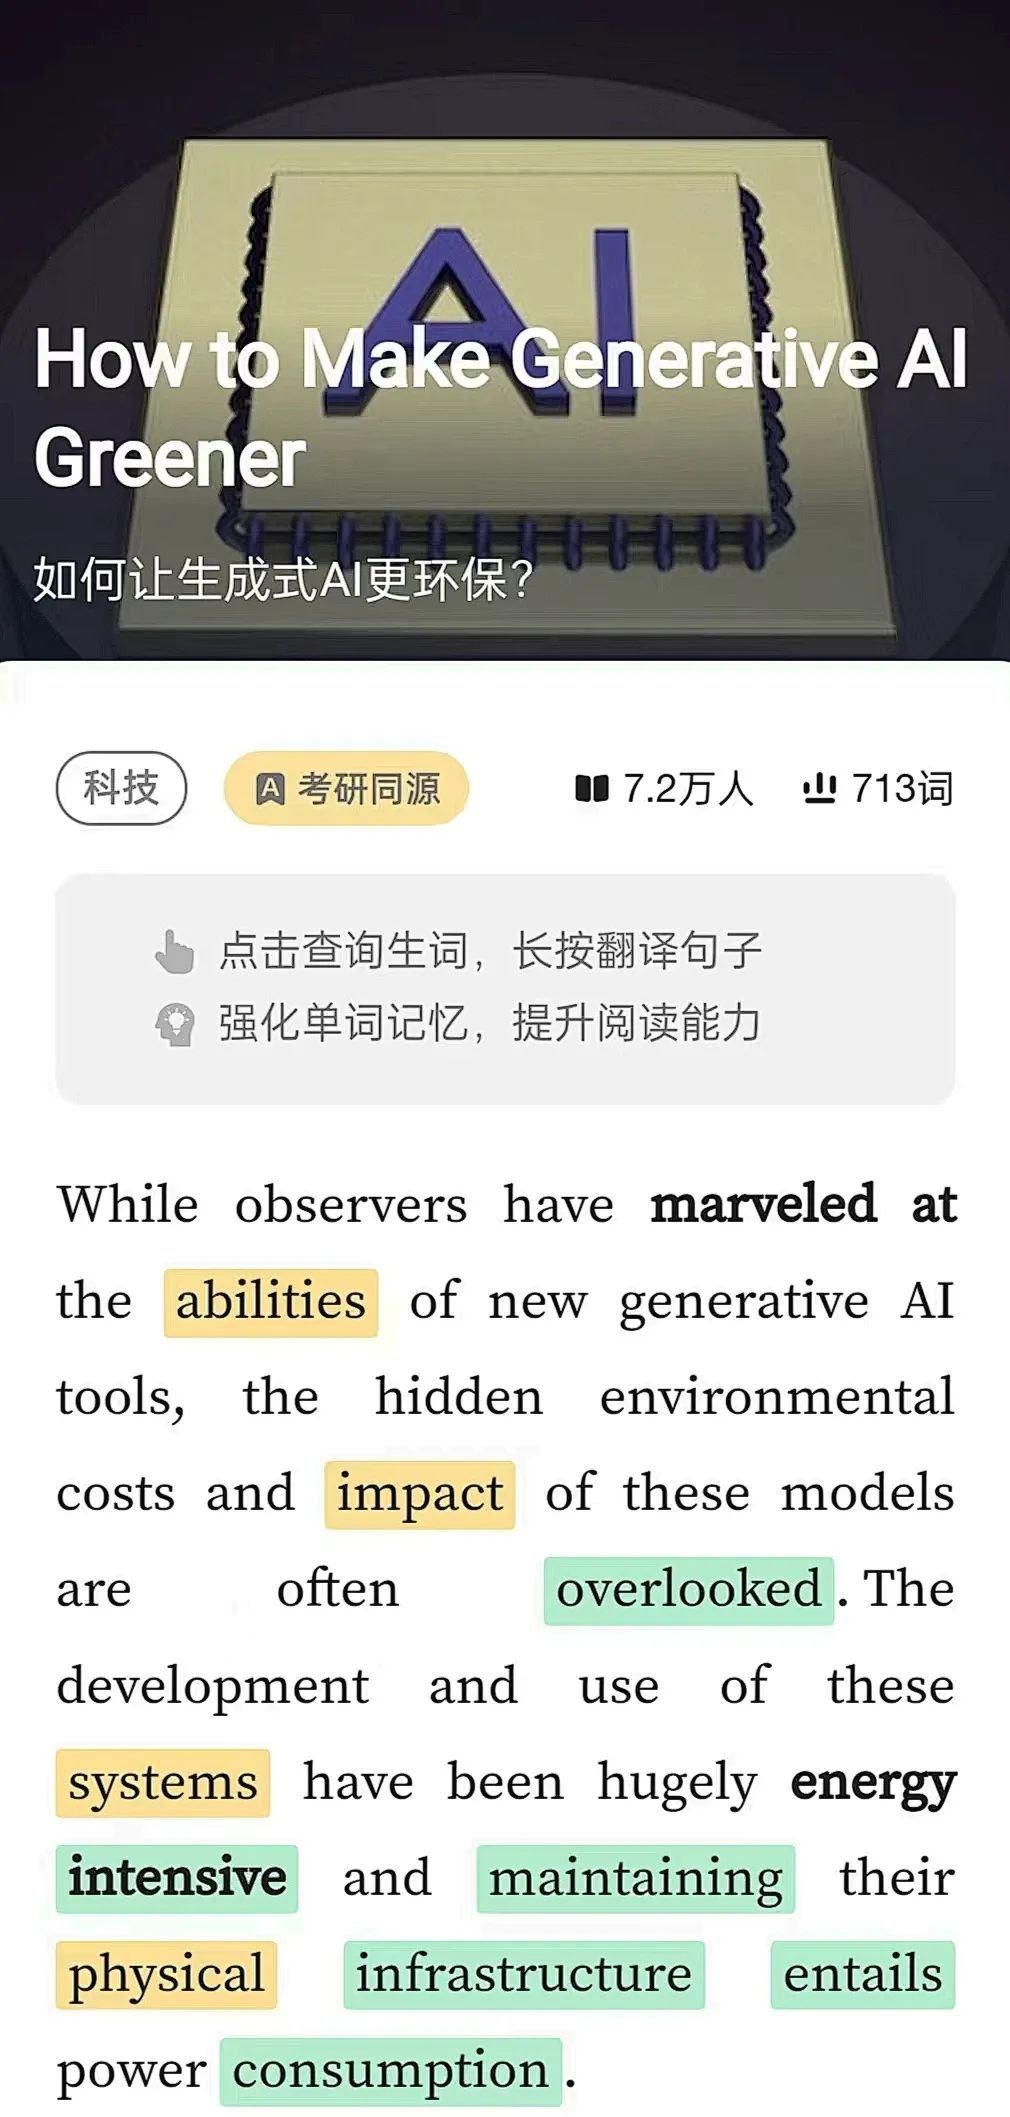 AI
How to Make Generative AI
Greener
如何让生成式AI更环保？
科技 考研同源 7.2万人 713词
点击查询生词，长按翻译句子
强化单词记忆，提升阅读能力
While observers have marveled at
the abilities of new generative AI
tools, the hidden environmental
costs and impact of these models
are often overlooked. The
development and use of these
systems have been hugely energy
intensive and maintaining their
physical infrastructure entails
power consumption.